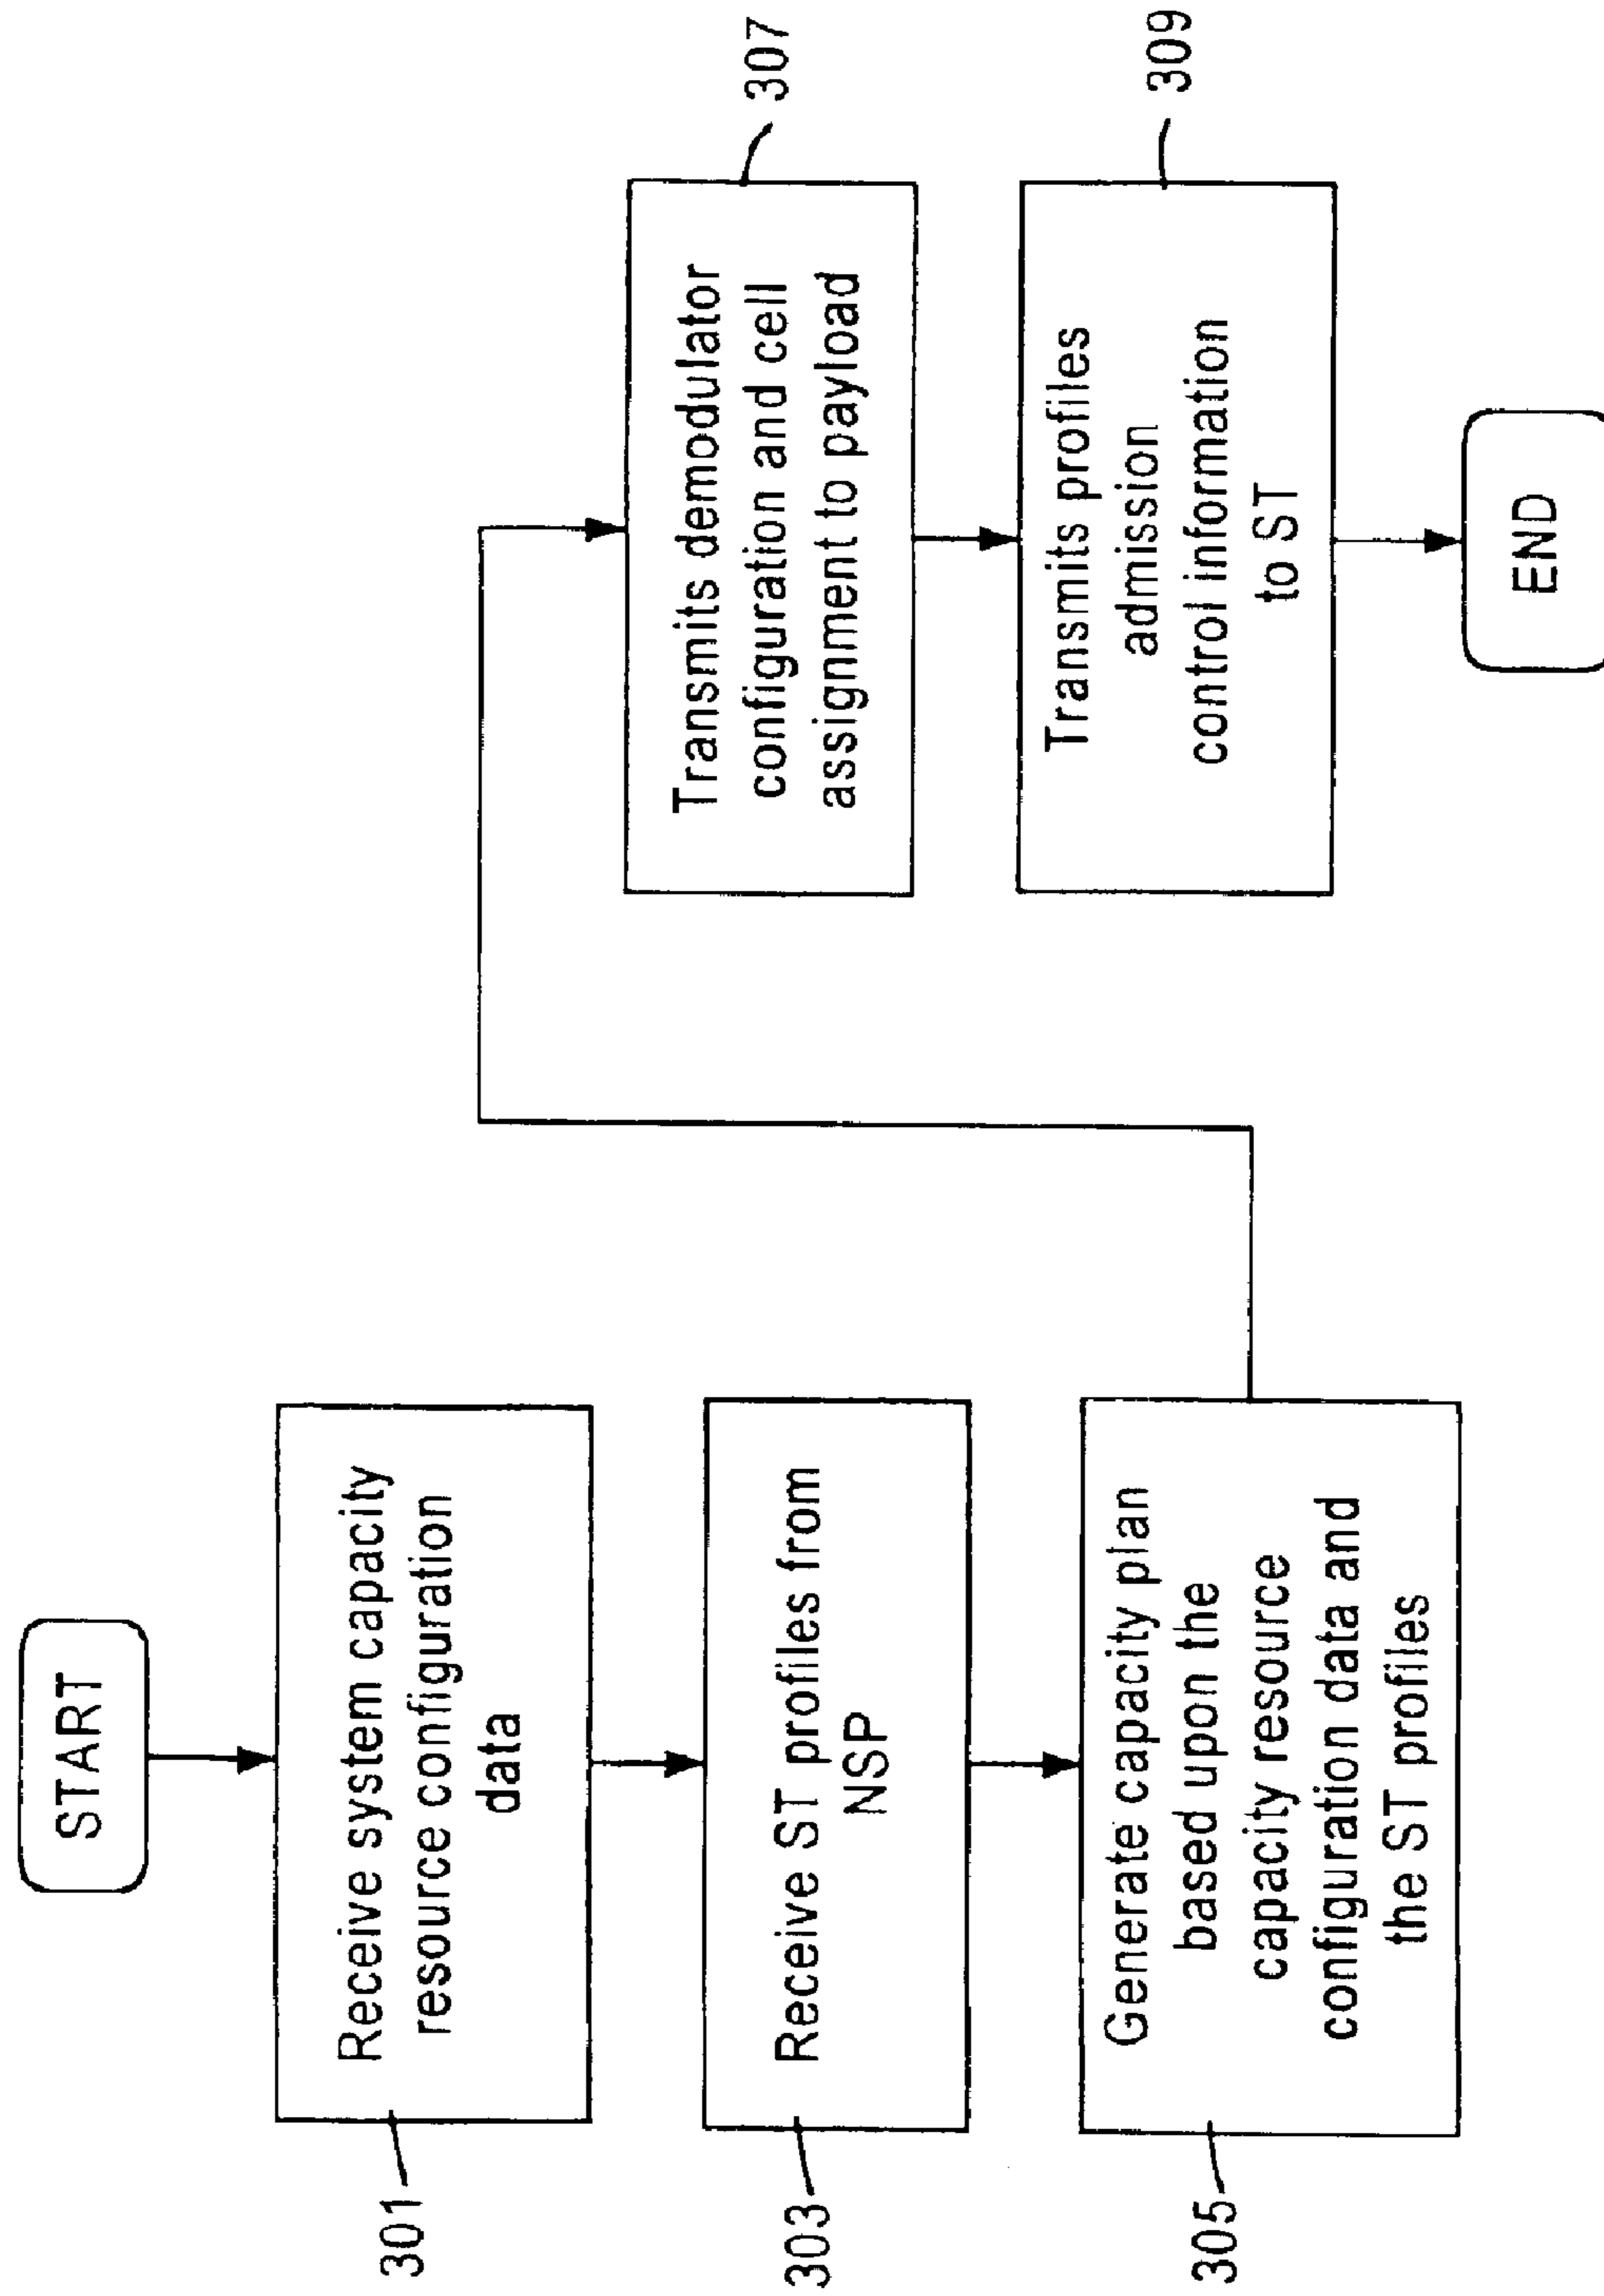 START
Receive system capacity
resource configuration
data
301
Receive ST profiles from
NSP
303
Generate capacity plan
based upon the
capacity resource
configuration data and
the ST profiles
305
Transmits demodulator
configuration and cell
assignment to payload
307
Transmits profiles
admission
control information
to ST
309
END